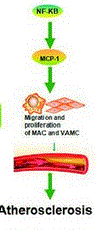 NF-KB
MCP-1
Migration and
proliferation
of MAC and VAMC
Atherosclerosis